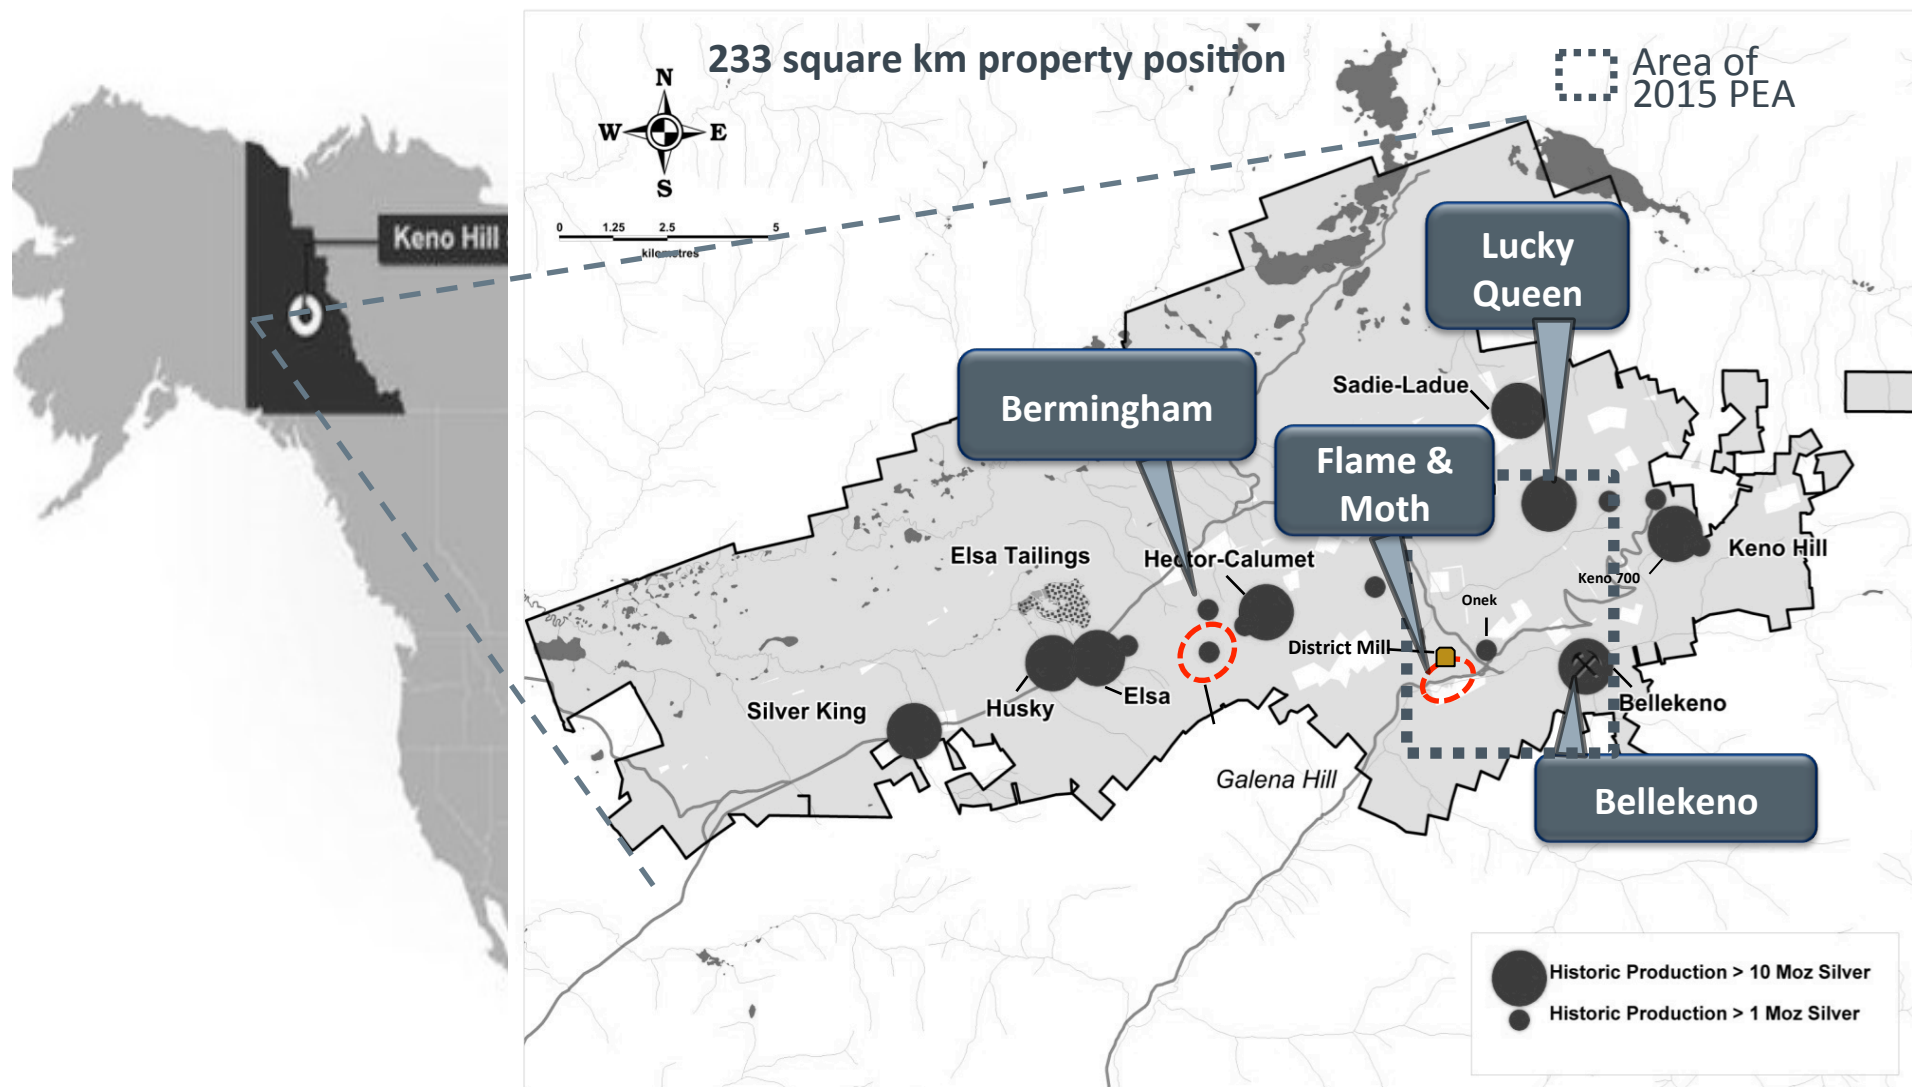 233 square km property position
Area of
2015 PEA
N
W
E
S
0
1.25
2.5
5
kilometres
Keno Hill
Lucky
Queen
Bermingham
Sadie-Ladue
Flame &
Moth
Elsa Tailings
Hector-Calumet
Keno Hill
Keno 700
Onek
District Mill
Husky
Elsa
Silver King
Bellekeno
Galena Hill
Bellekeno
Historic Production > 10 Moz Silver
Historic Production > 1 Moz Silver